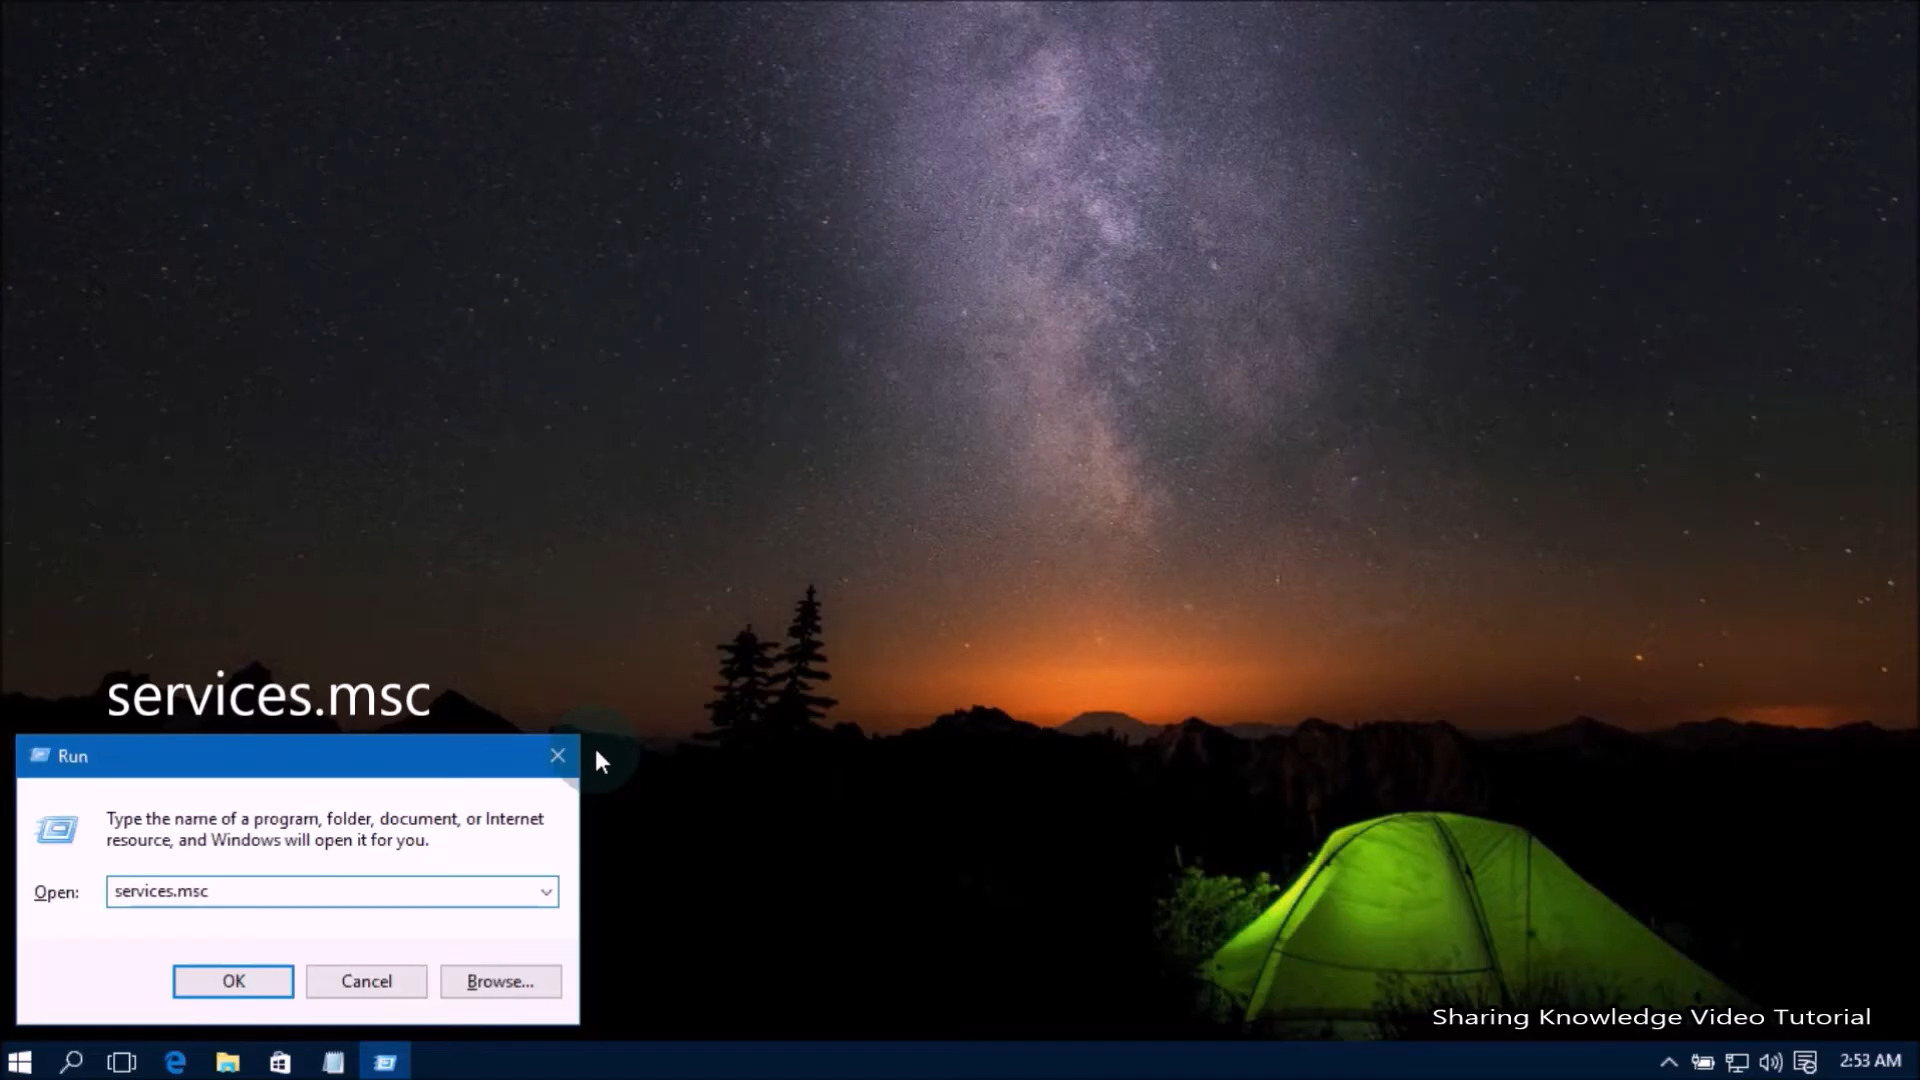 services.msc
Run
Type the name of a program, folder, document, or Internet
resource, and Windows will open it for you.
Open: services.msc
OK Cancel Browse...
Sharing Knowledge Video Tutorial
2:53 AM